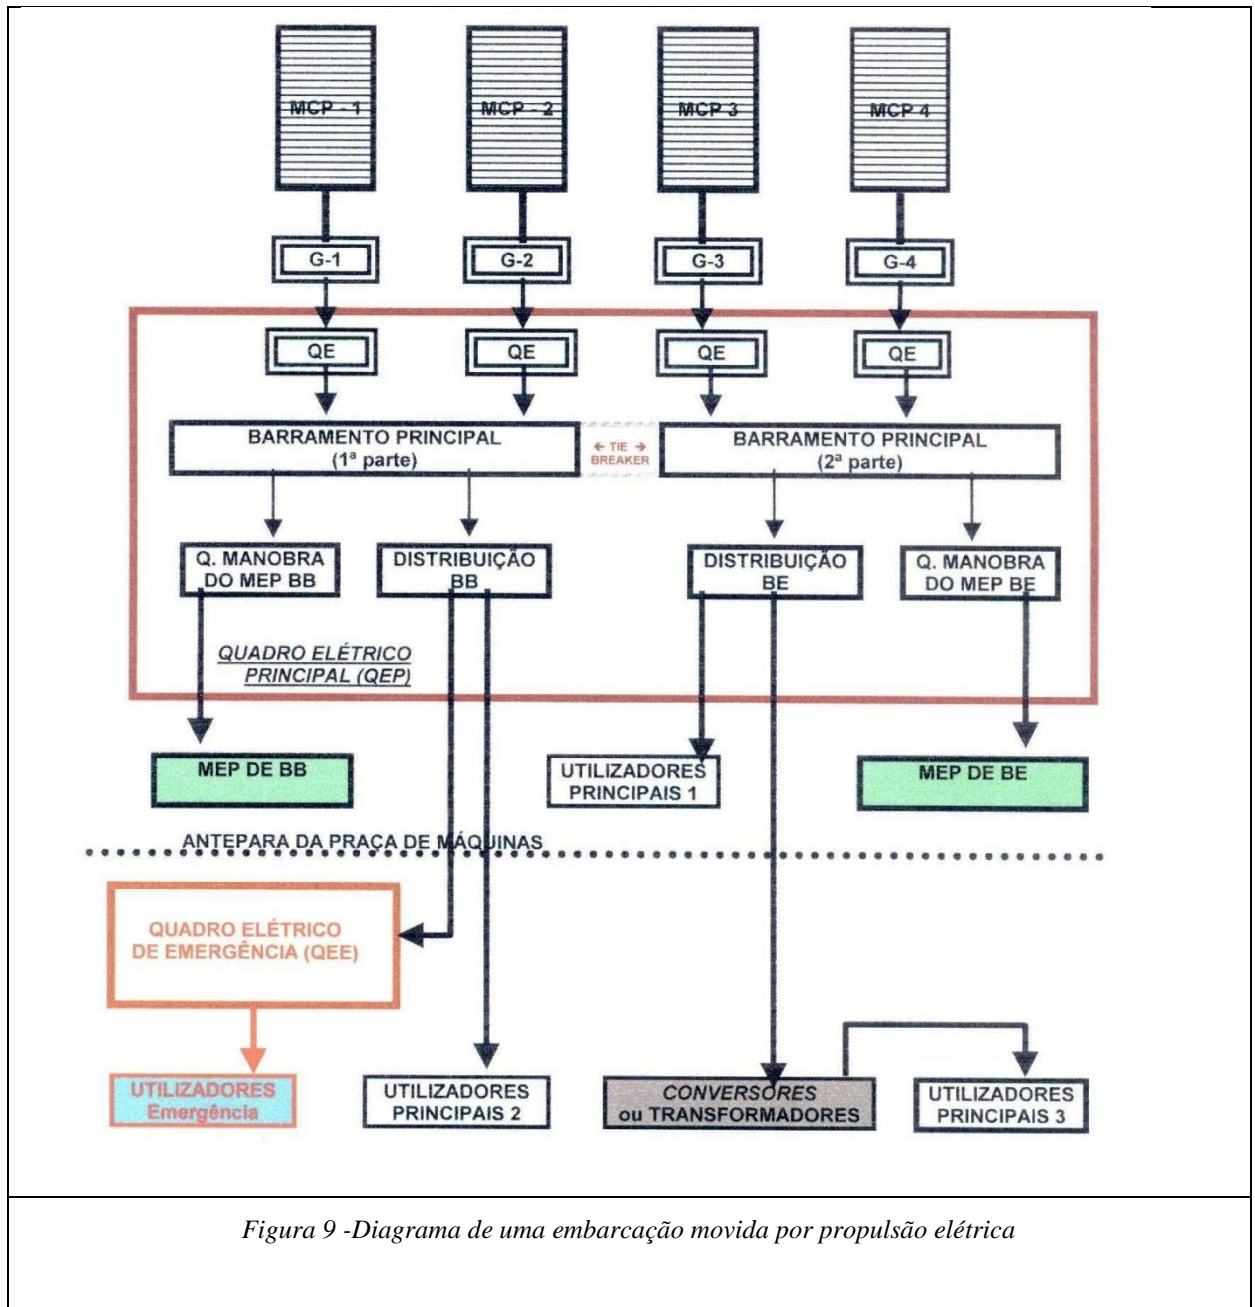 MCP - 1
MCP - 2
MCP 3
MCP 4
G-1
G-2
G-3
G-4
QE
QE
QE
QE
BARRAMENTO PRINCIPAL
(1ª parte)
← TIE →
BREAKER
BARRAMENTO PRINCIPAL
(2ª parte)
Q. MANOBRA
DO MEP BB
DISTRIBUIÇÃO
BB
DISTRIBUIÇÃO
BE
Q. MANOBRA
DO MEP BE
QUADRO ELÉTRICO
PRINCIPAL (QEP)
MEP DE BB
UTILIZADORES
PRINCIPAIS 1
MEP DE BE
ANTEPARA DA PRAÇA DE MÁQUINAS
QUADRO ELÉTRICO
DE EMERGÊNCIA (QEE)
UTILIZADORES
Emergência
UTILIZADORES
PRINCIPAIS 2
CONVERSORES
ou TRANSFORMADORES
UTILIZADORES
PRINCIPAIS 3
Figura 9 -Diagrama de uma embarcação movida por propulsão elétrica